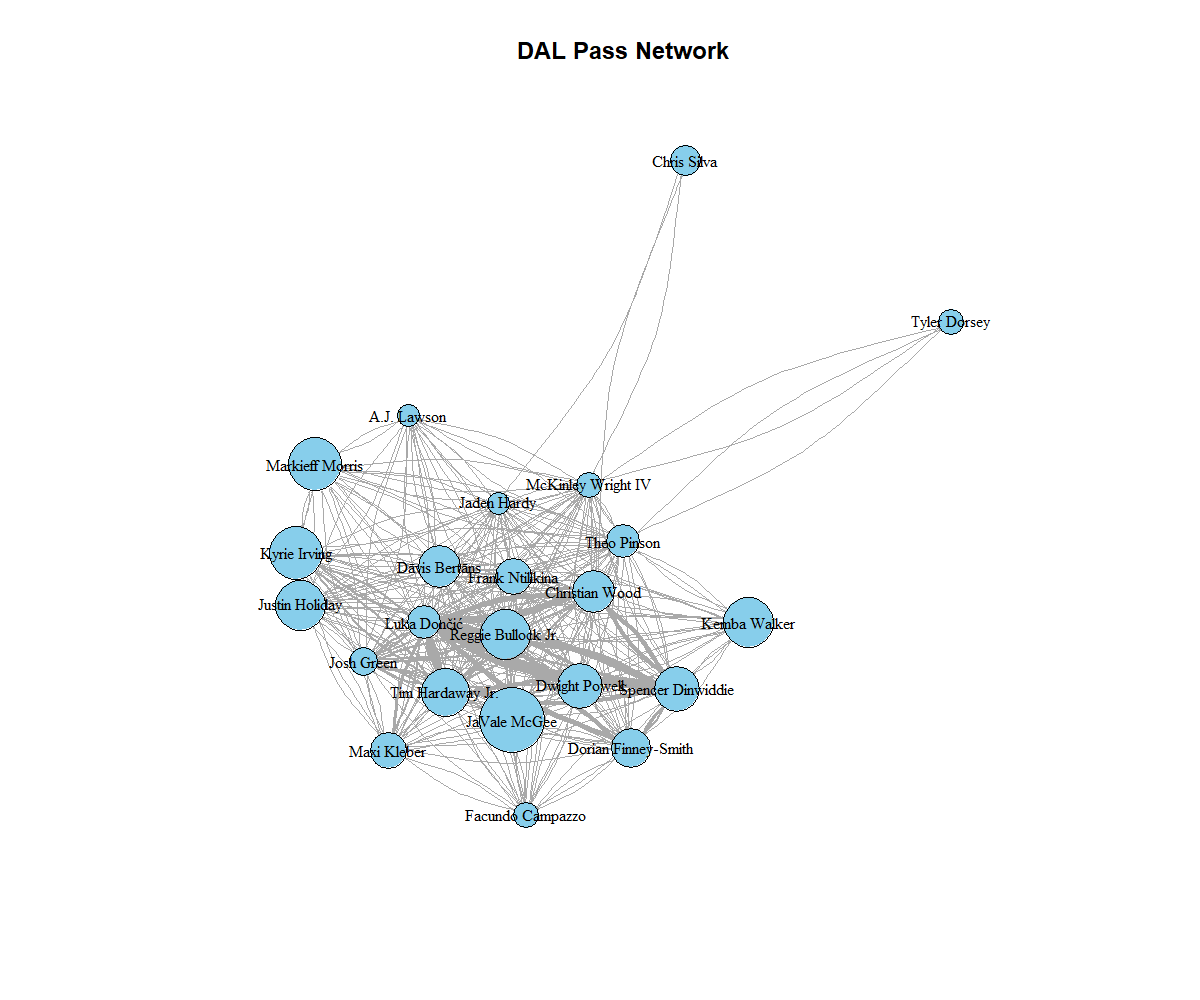 DAL Pass Network
Chris Silva
Tyler Dorsey
A.J. Lawson
Markieff Morris
McKinley Wright IV
Jaden Hardy
Theo Pinson
Kyrie Irving
Dāvis Bertāns
Frank Ntilikina
Christian Wood
Justin Holiday
Luka Dončić
Kemba Walker
Reggie Bullock Jr.
Josh Green
Dwight Powell
Spencer Dinwiddie
Tim Hardaway Jr.
JaVale McGee
Maxi Kleber
Dorian Finney-Smith
Facundo Campazzo